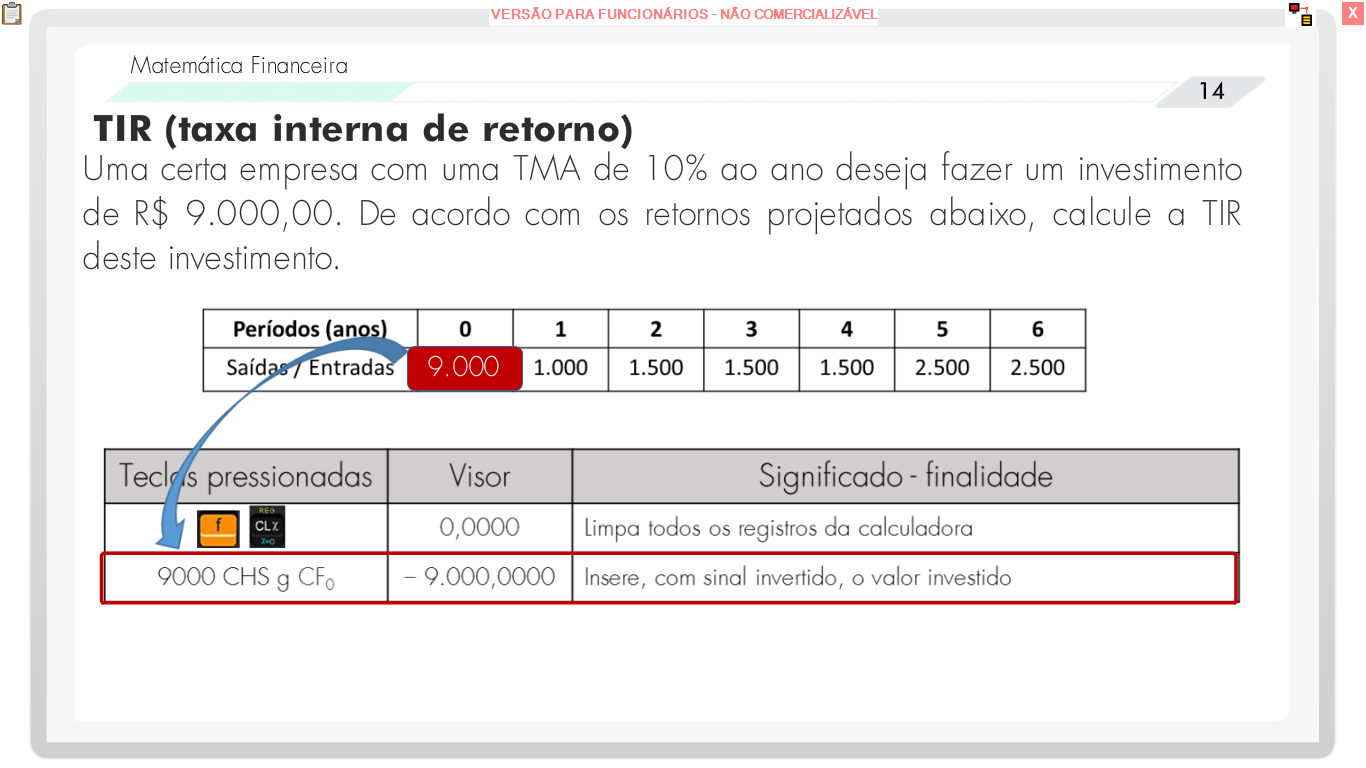 VERSÃO PARA FUNCIONÁRIOS - NÃO COMERCIALIZÁVEL
X
Matemática Financeira
14
TIR (taxa interna de retorno)
Uma certa empresa com uma TMA de 10% ao ano deseja fazer um investimento
de R$ 9.000,00. De acordo com os retornos projetados abaixo, calcule a TIR
deste investimento.
Períodos (anos) 0 1 2 3 4 5 6
Saídas / Entradas 9.000 1.000 1.500 1.500 1.500 2.500 2.500
Teclas pressionadas Visor Significado - finalidade
f REG CLX X=0 0,0000 Limpa todos os registros da calculadora
9000 CHS g CF₀ – 9.000,0000 Insere, com sinal invertido, o valor investido